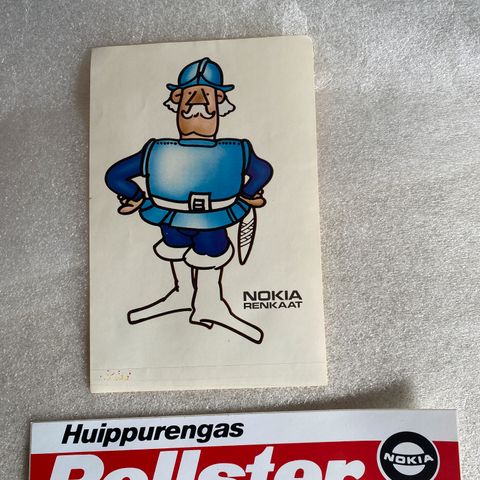 NOKIA
RENKAAT
Huippurengas
Rollster
NOKIA